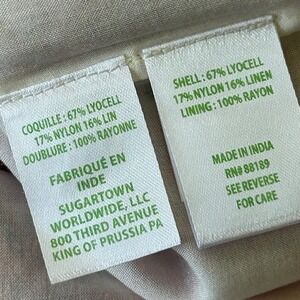 COQUILLE : 67% LYOCELL
17% NYLON 16% LIN
DOUBLURE : 100% RAYONNE
FABRIQUÉ EN
INDE
SUGARTOWN
WORLDWIDE, LLC
800 THIRD AVENUE
KING OF PRUSSIA PA
SHELL : 67% LYOCELL
17% NYLON 16% LINEN
LINING : 100% RAYON
MADE IN INDIA
RN# 88189
SEE REVERSE
FOR CARE